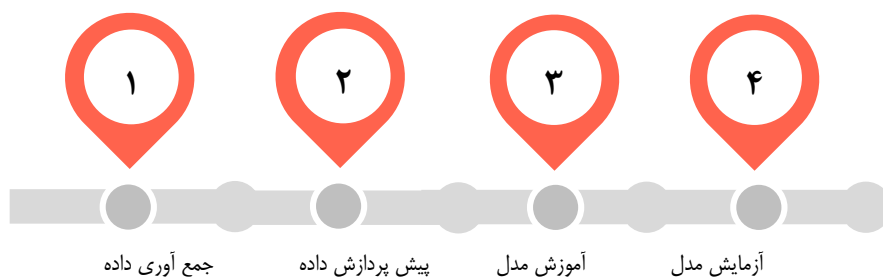 ۱
۲
۳
۴
جمع آوری داده
پیش پردازش داده
آموزش مدل
آزمایش مدل